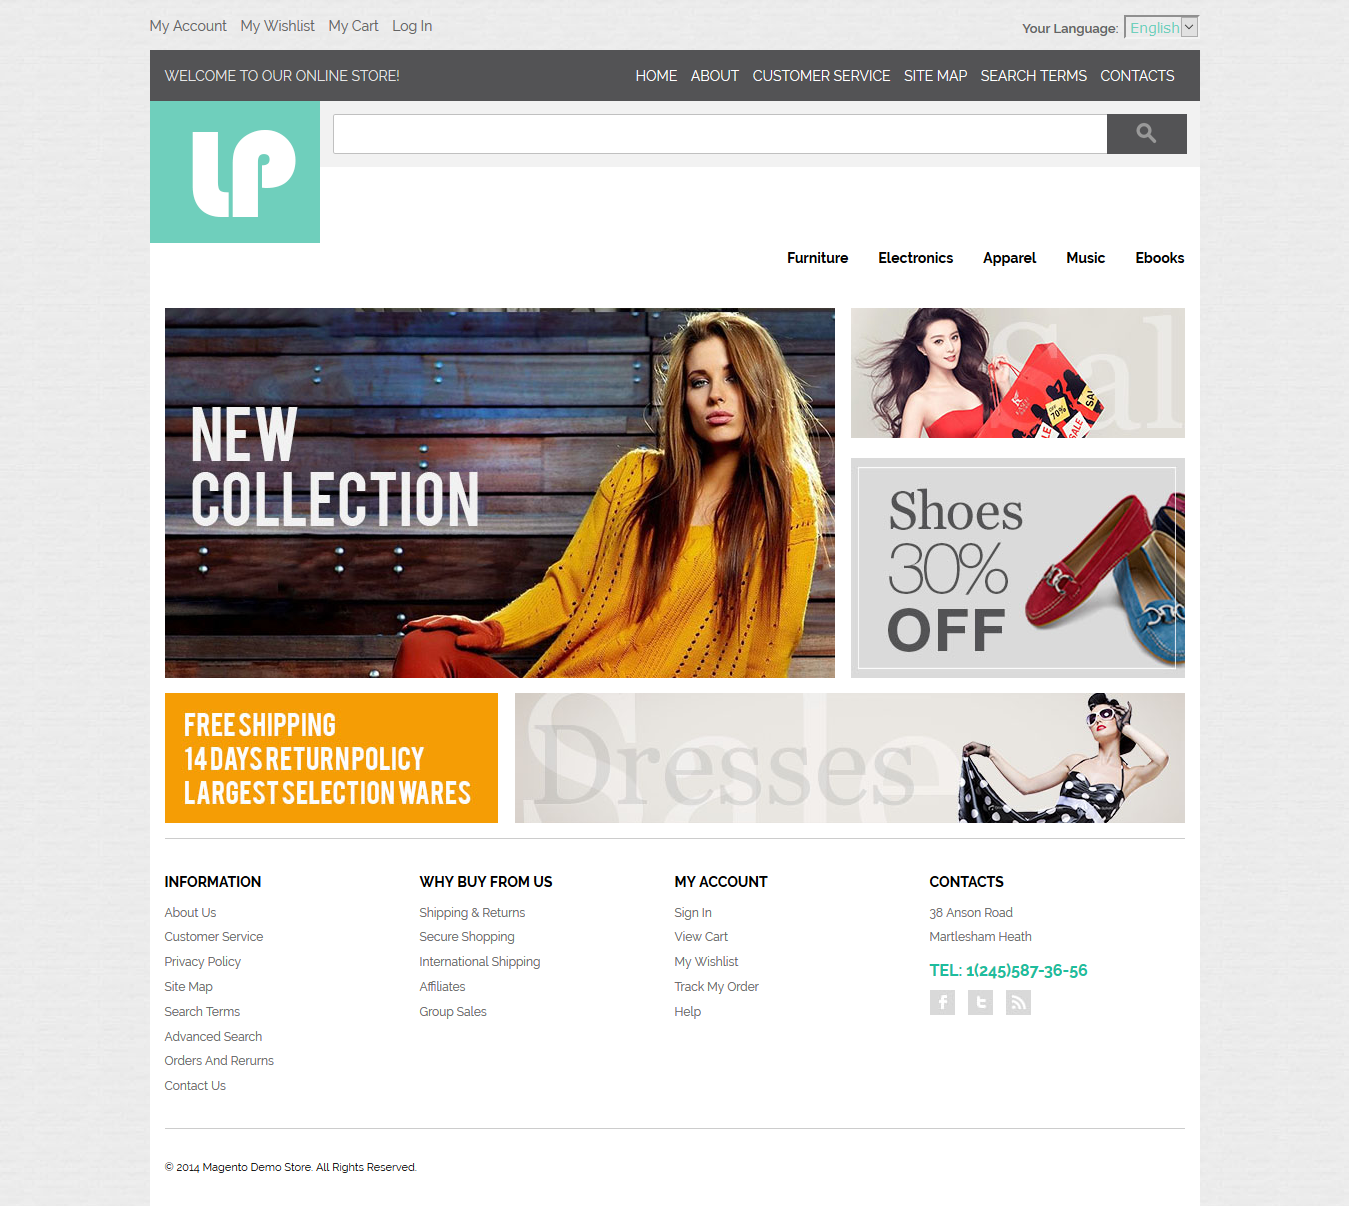 My Account My Wishlist My Cart Log In
Your Language: English
WELCOME TO OUR ONLINE STORE!
HOME ABOUT CUSTOMER SERVICE SITE MAP SEARCH TERMS CONTACTS
LP
Furniture Electronics Apparel Music Ebooks
NEW
COLLECTION
Sal
70%
SALE
SA
LE
Shoes
30%
OFF
FREE SHIPPING
14 DAYS RETURN POLICY
LARGEST SELECTION WARES
Sale
Dresses
INFORMATION
About Us
Customer Service
Privacy Policy
Site Map
Search Terms
Advanced Search
Orders And Rerurns
Contact Us
WHY BUY FROM US
Shipping & Returns
Secure Shopping
International Shipping
Affiliates
Group Sales
MY ACCOUNT
Sign In
View Cart
My Wishlist
Track My Order
Help
CONTACTS
38 Anson Road
Martlesham Heath
TEL: 1(245)587-36-56
© 2014 Magento Demo Store. All Rights Reserved.